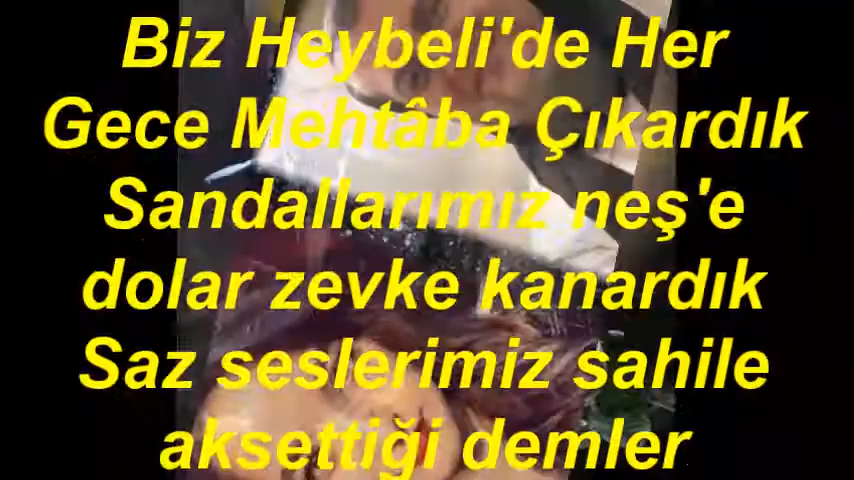 Biz Heybeli'de Her
Gece Mehtâba Çıkardık
Sandallarımız neş'e
dolar zevke kanardık
Saz seslerimiz sahile
aksettiği demler